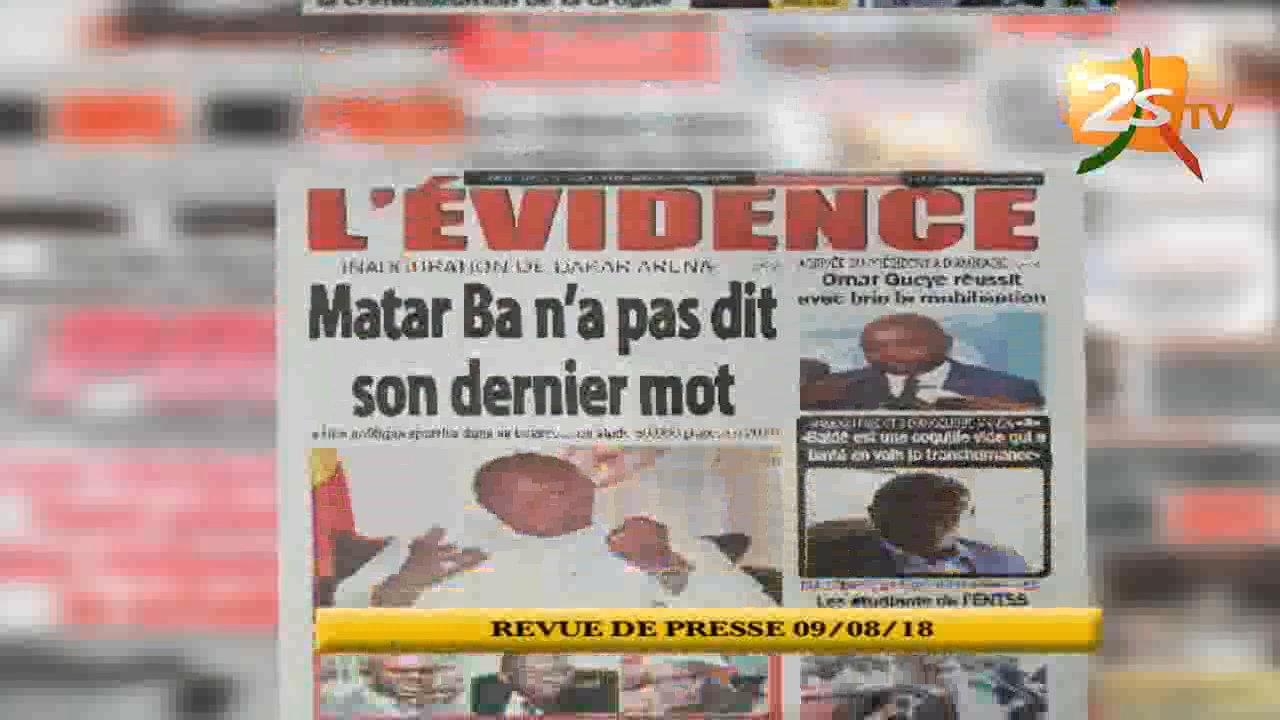 2STV
L'ÉVIDENCE
INAUGURATION DE DAKAR ARENA
Matar Ba n'a pas dit
son dernier mot
Omar Gueye réussit
avec brio la mobilisation
«Baldé est une coquille vide qui a
tenté en vain la transhumance»
Les étudiants de l'ENTSS
REVUE DE PRESSE 09/08/18